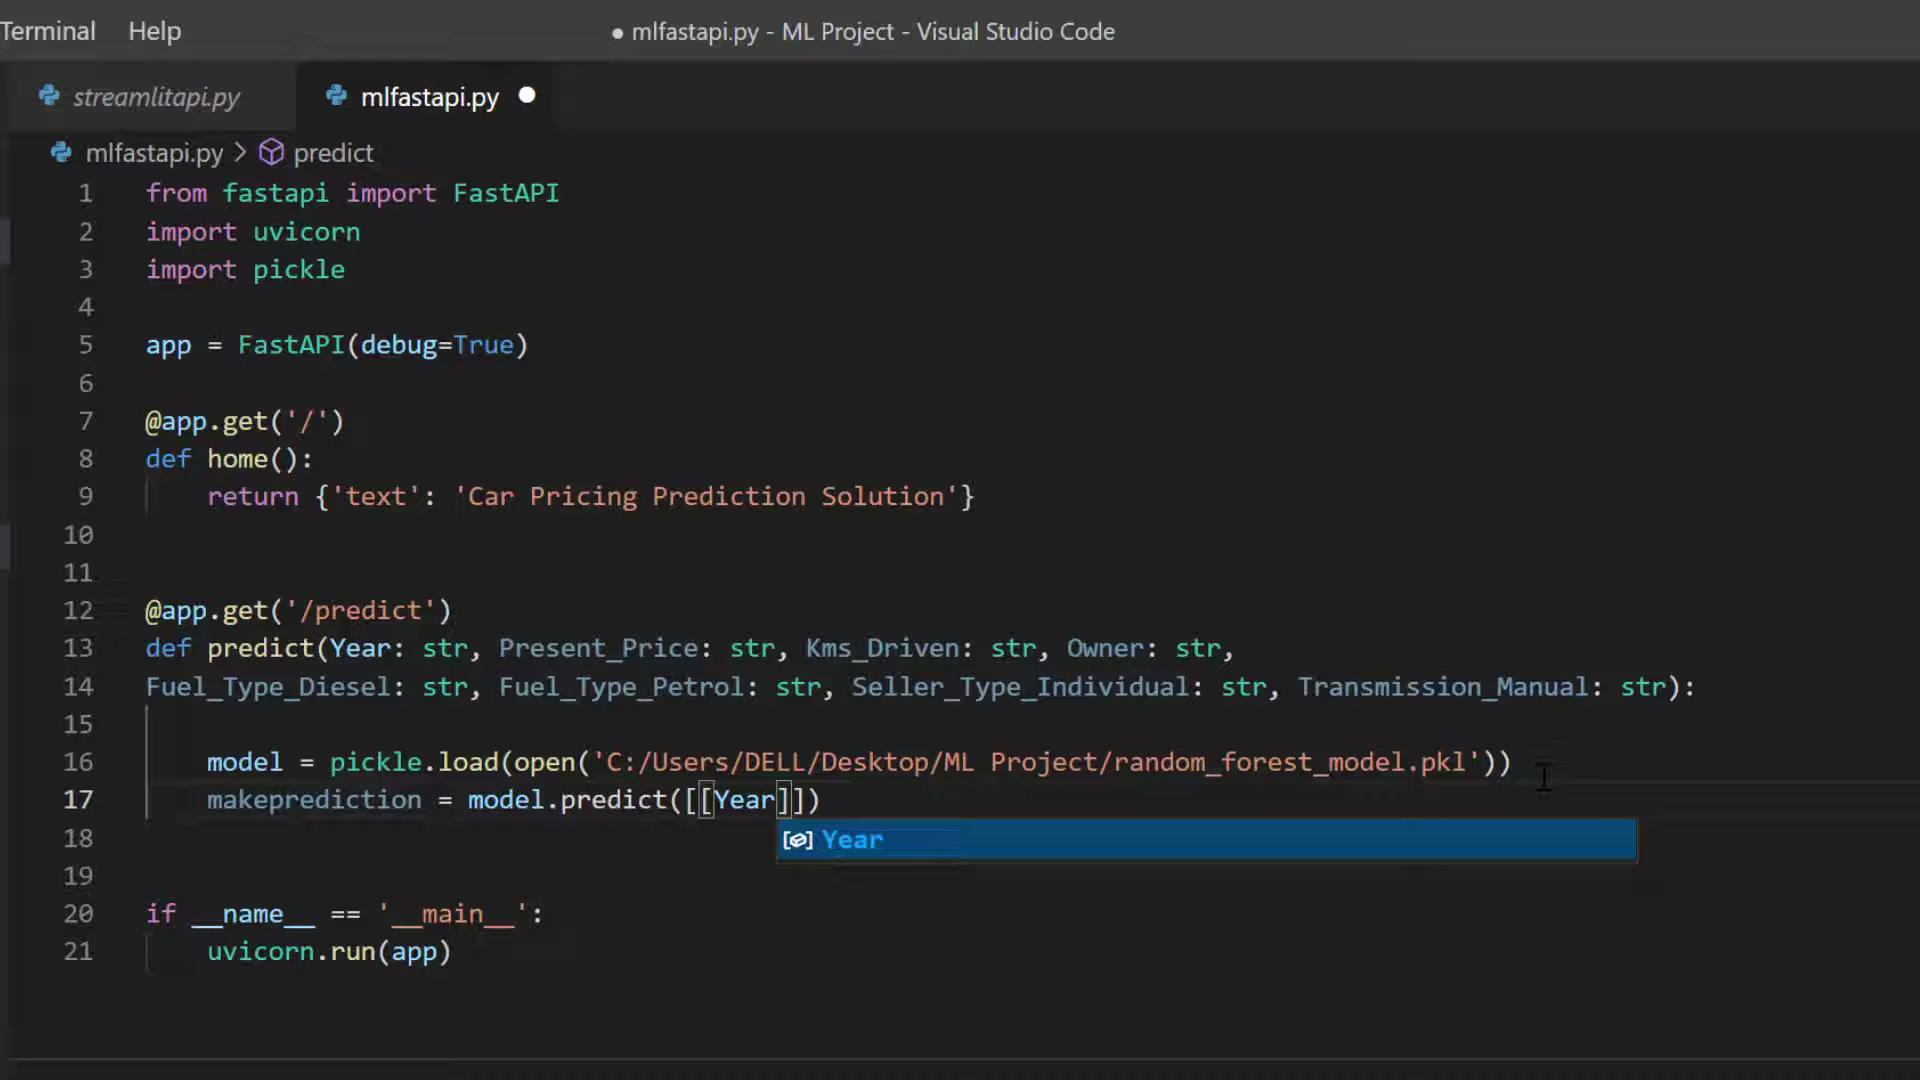 Terminal Help ● mlfastapi.py - ML Project - Visual Studio Code
streamlitapi.py mlfastapi.py ●
mlfastapi.py > predict
1 from fastapi import FastAPI
2 import uvicorn
3 import pickle
4
5 app = FastAPI(debug=True)
6
7 @app.get('/')
8 def home():
9     return {'text': 'Car Pricing Prediction Solution'}
10
11
12 @app.get('/predict')
13 def predict(Year: str, Present_Price: str, Kms_Driven: str, Owner: str,
14 Fuel_Type_Diesel: str, Fuel_Type_Petrol: str, Seller_Type_Individual: str, Transmission_Manual: str):
15
16     model = pickle.load(open('C:/Users/DELL/Desktop/ML Project/random_forest_model.pkl'))
17     makeprediction = model.predict([[Year]])
18 Year
19
20 if __name__ == '__main__':
21     uvicorn.run(app)